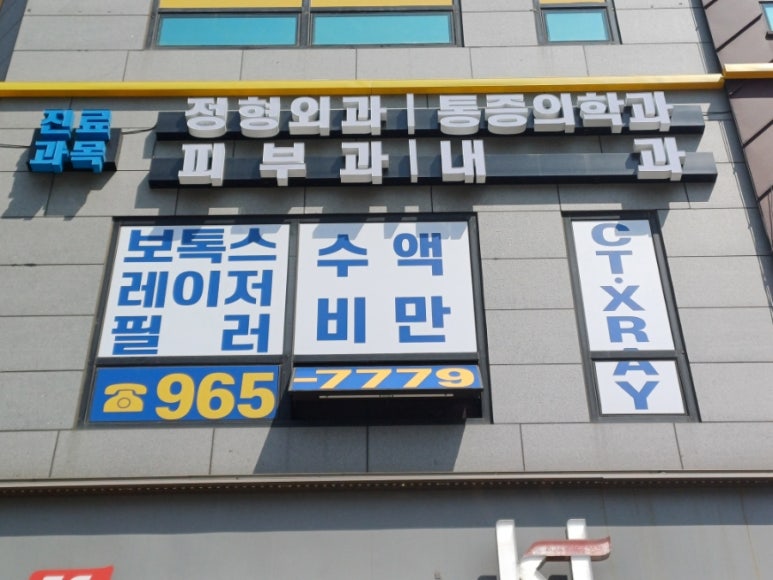 진료
과목
정형외과 | 통증의학과
피부과 | 내 과
보톡스
레이저
필 러
수 액
비 만
☎965-7779
CT·XRAY
kt